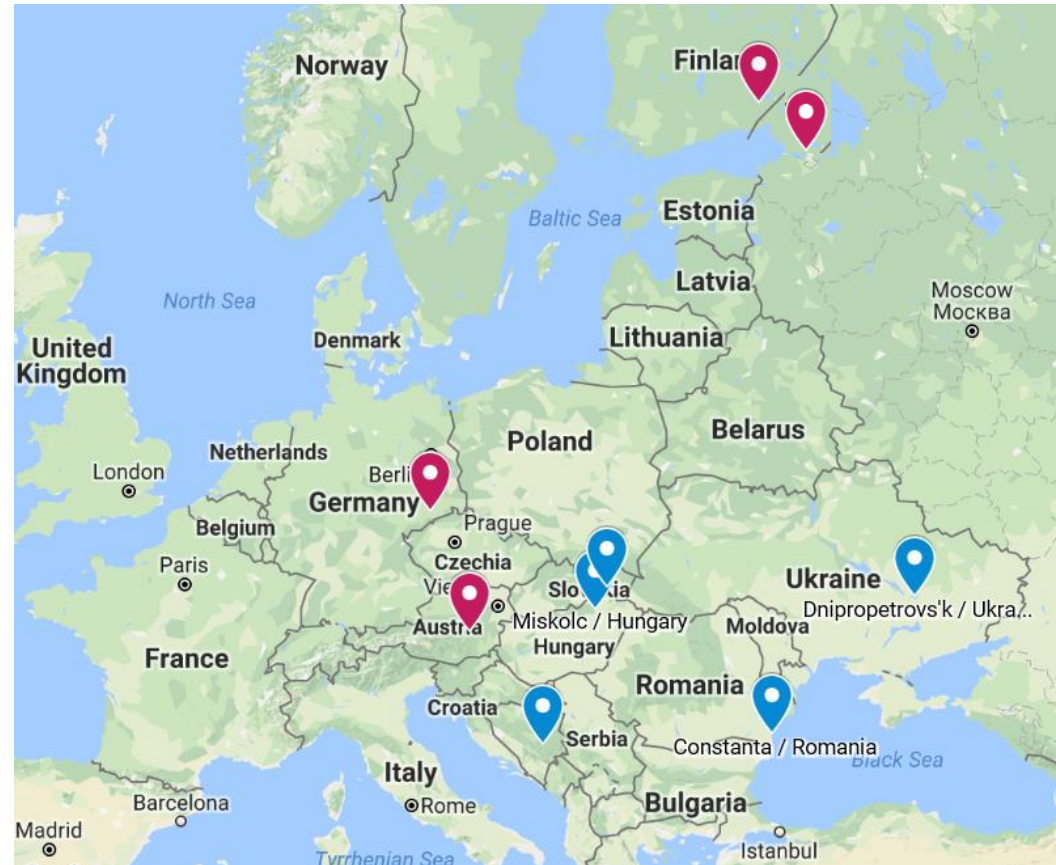 Norway
Finla
Estonia
Baltic Sea
Latvia
North Sea
Moscow
Москва
Denmark
Lithuania
United
Kingdom
Belarus
Poland
Netherlands
London
Berli
Germany
Belgium
Prague
Czechia
Paris
Vie
Slo kia
Ukraine
Dnipropetrovs'k / Ukra...
Austria
Miskolc / Hungary
Moldova
Hungary
France
Romania
Croatia
Serbia
Constanta / Romania
Black Sea
Italy
Barcelona
Rome
Bulgaria
Madrid
Istanbul
Tyrrhenian Sea